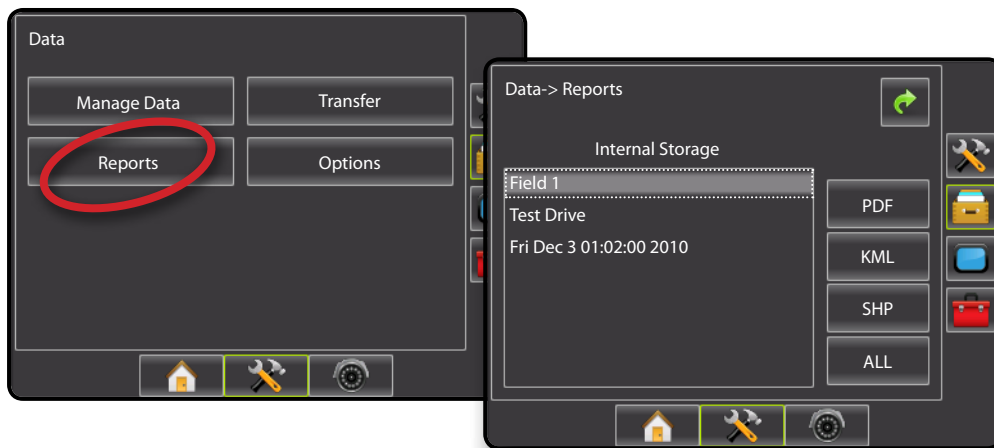 Data
Manage Data
Transfer
Reports
Options
Data-> Reports
Internal Storage
Field 1
Test Drive
Fri Dec 3 01:02:00 2010
PDF
KML
SHP
ALL